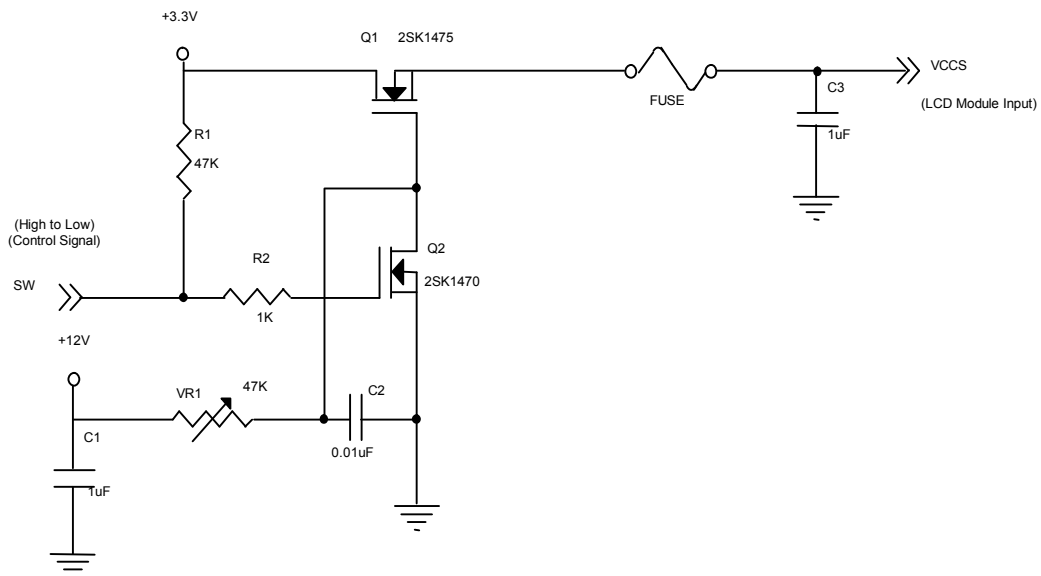 +3.3V
Q1 2SK1475
FUSE
VCCS
(LCD Module Input)
C3
1uF
R1
47K
(High to Low)
(Control Signal)
SW
R2
1K
Q2
2SK1470
+12V
VR1
47K
C2
0.01uF
C1
1uF